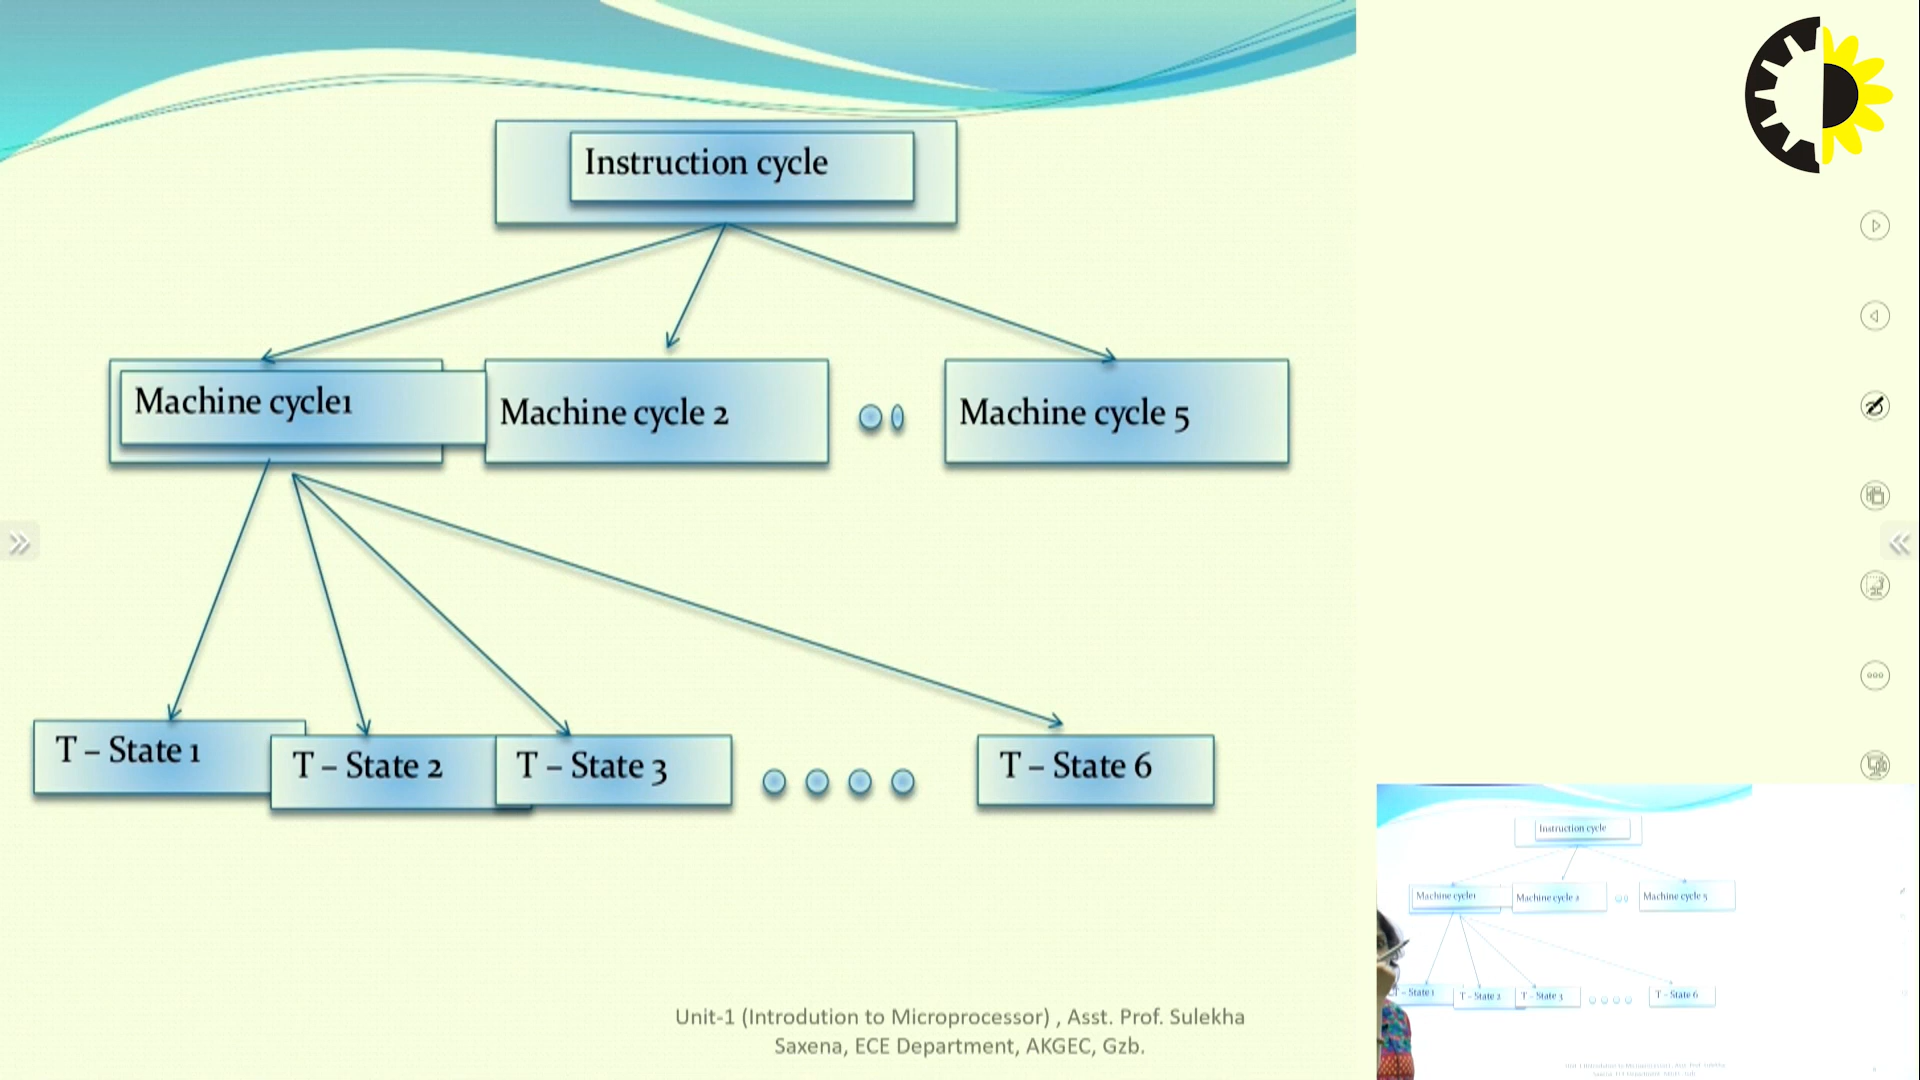 Instruction cycle
Machine cycle1
Machine cycle 2
Machine cycle 5
T – State 1
T – State 2
T – State 3
T – State 6
Unit-1 (Introdution to Microprocessor) , Asst. Prof. Sulekha
Saxena, ECE Department, AKGEC, Gzb.
Instruction cycle
Machine cycle1
Machine cycle 2
Machine cycle 5
T – State 1
T – State 2
T – State 3
T – State 6